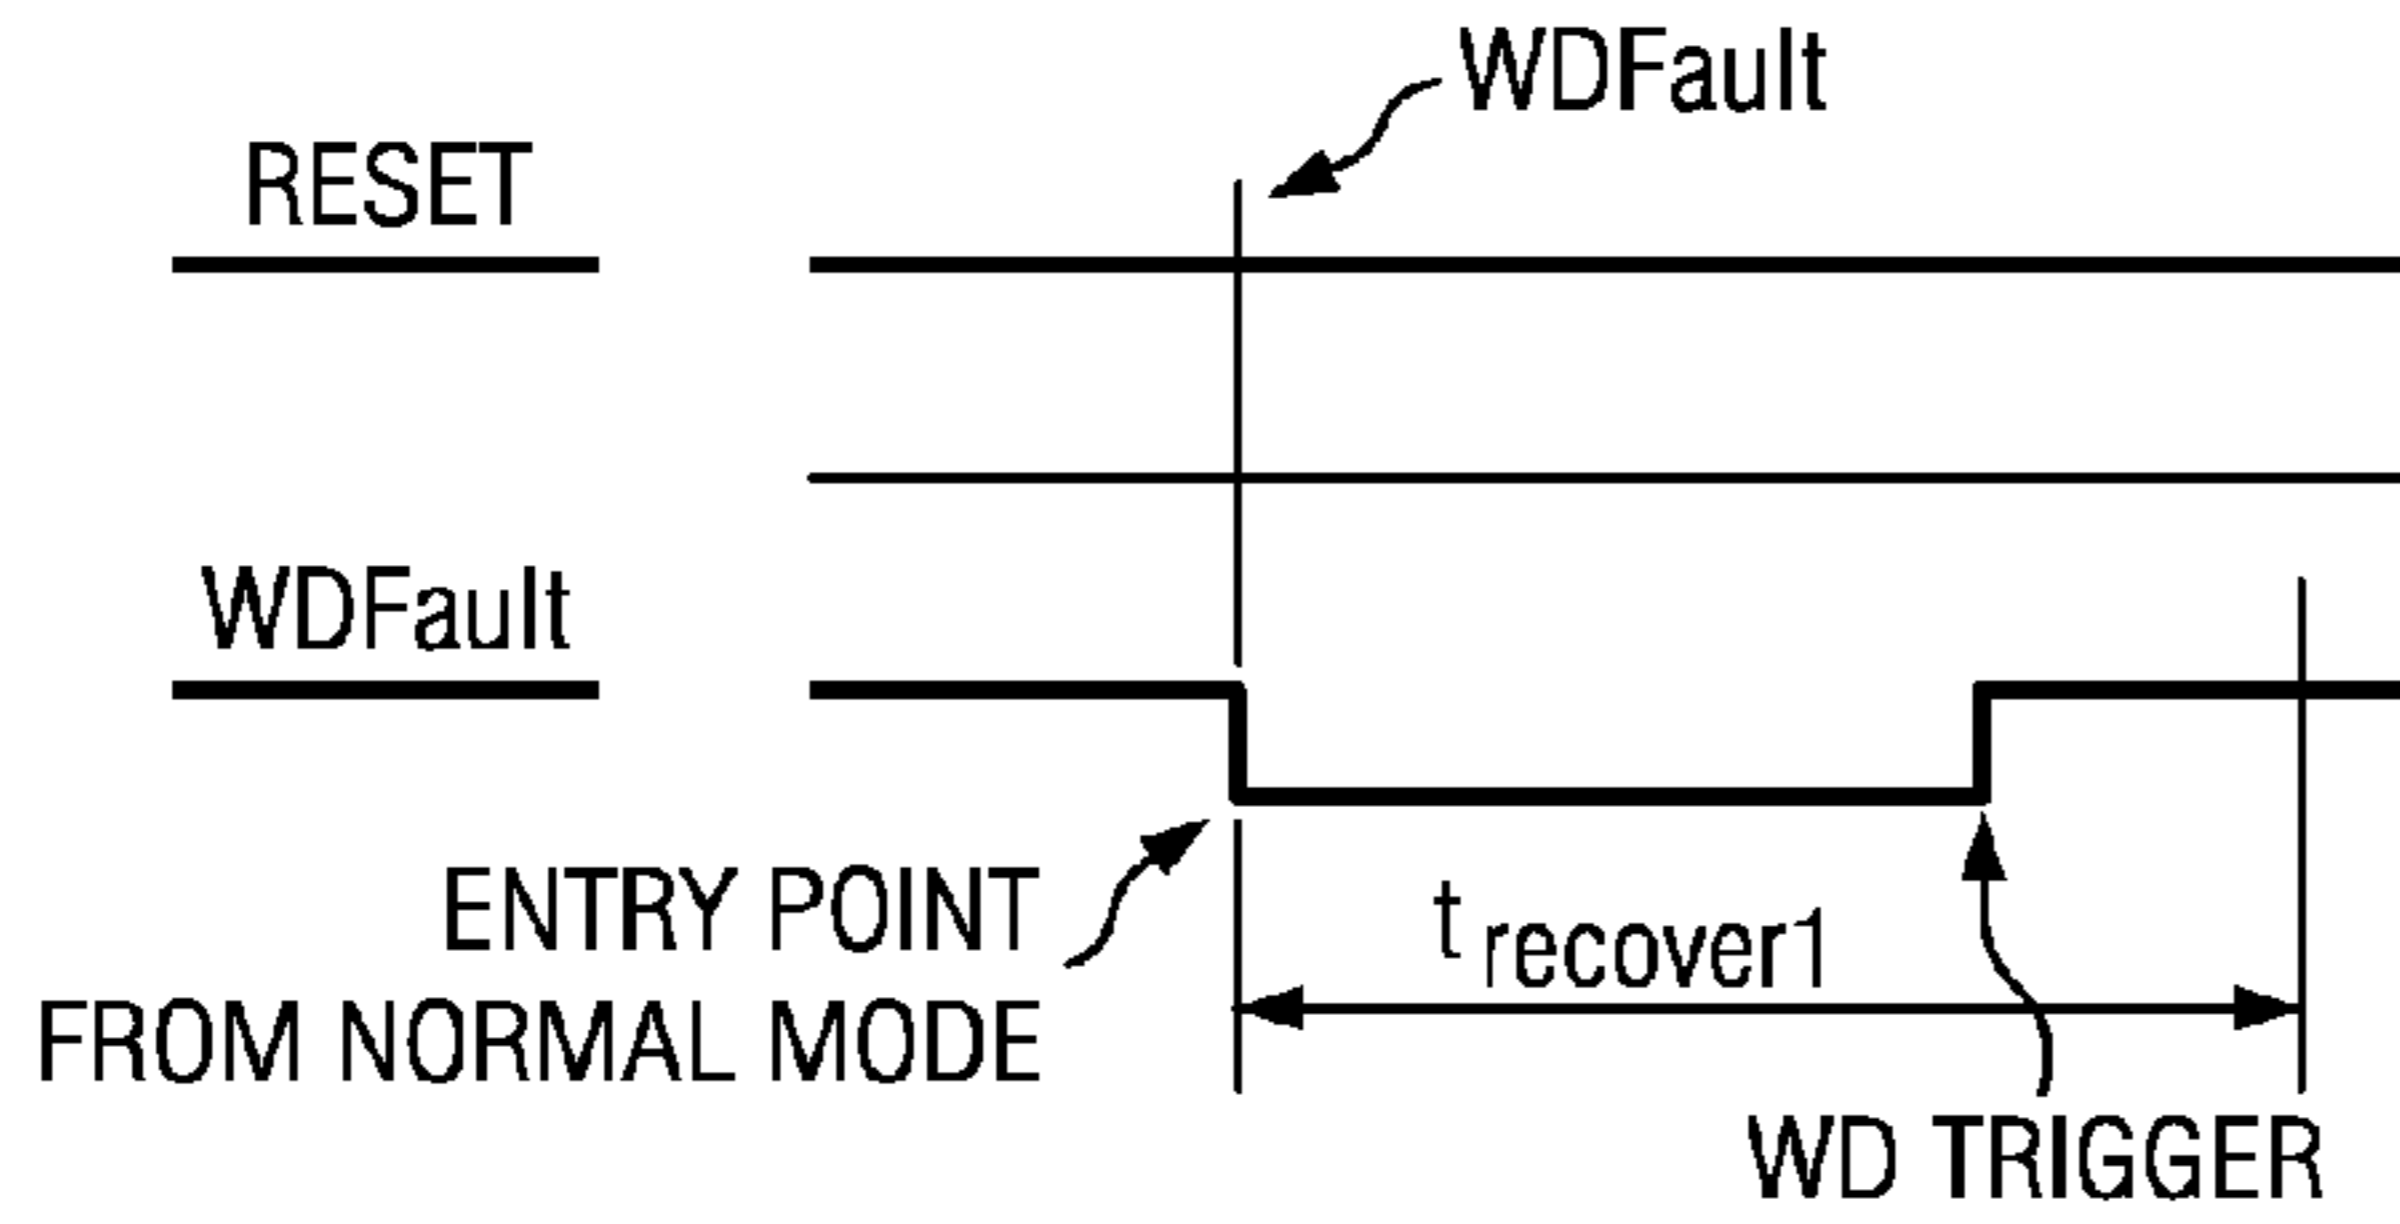 WDFault
RESET
WDFault
ENTRY POINT
FROM NORMAL MODE
t recover1
WD TRIGGER